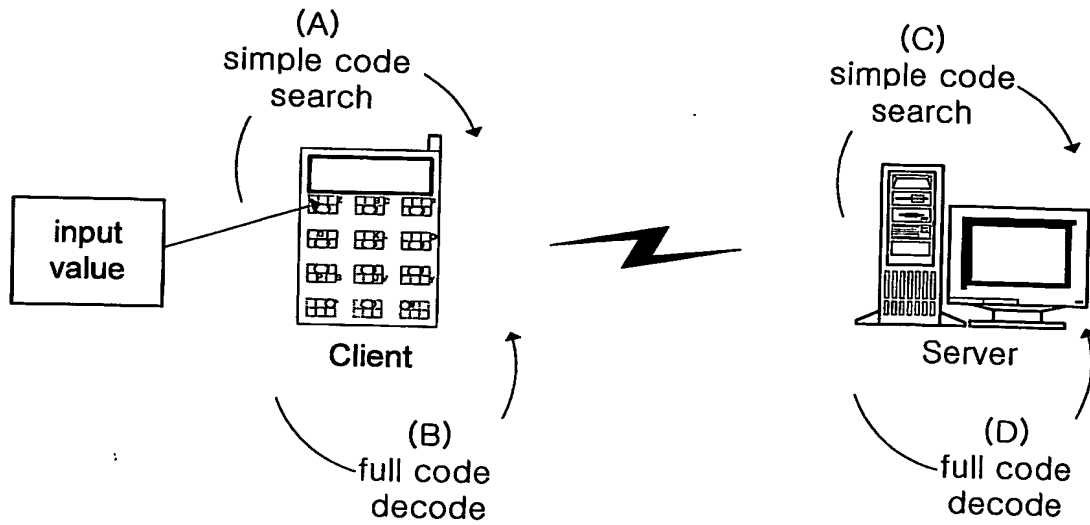 (A)
simple code
search
(C)
simple code
search
input
value
Client
Server
(B)
full code
decode
(D)
full code
decode